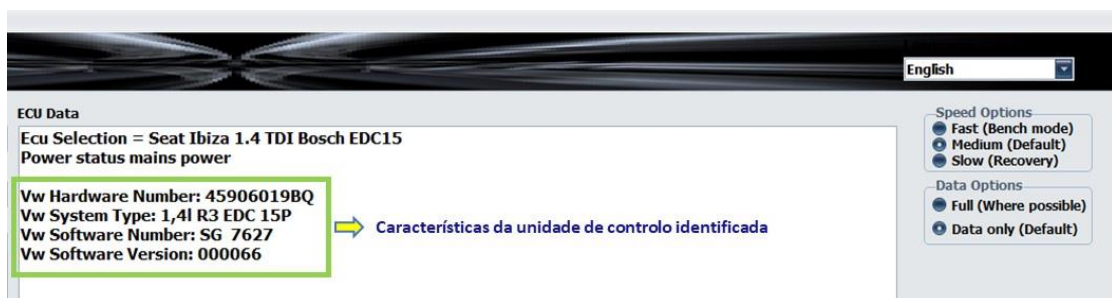 English
ECU Data
Ecu Selection = Seat Ibiza 1.4 TDI Bosch EDC15
Power status mains power
Vw Hardware Number: 45906019BQ
Vw System Type: 1,4l R3 EDC 15P
Vw Software Number: SG 7627
Vw Software Version: 000066
Características da unidade de controlo identificada
Speed Options
Fast (Bench mode)
Medium (Default)
Slow (Recovery)
Data Options
Full (Where possible)
Data only (Default)